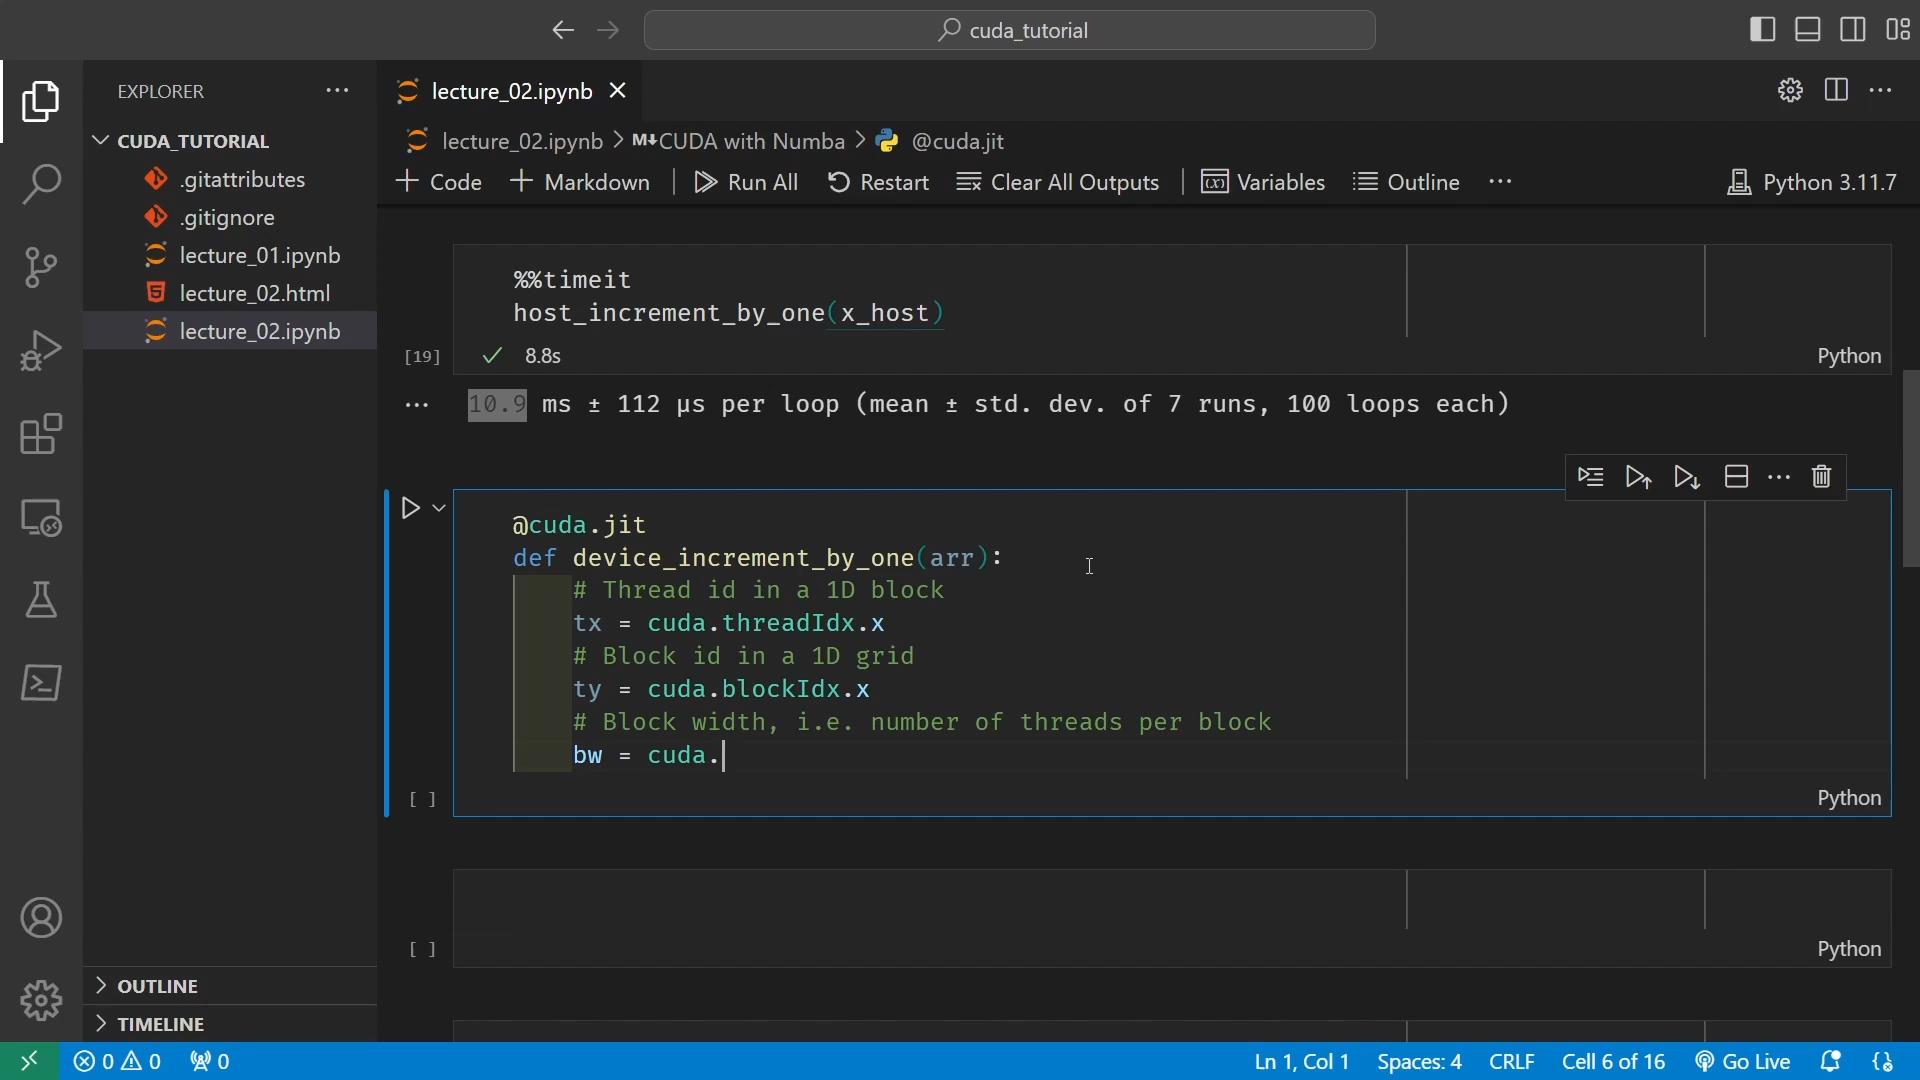 cuda_tutorial
EXPLORER
lecture_02.ipynb
CUDA_TUTORIAL
.gitattributes
.gitignore
lecture_01.ipynb
lecture_02.html
lecture_02.ipynb
OUTLINE
TIMELINE
lecture_02.ipynb > M↓CUDA with Numba > @cuda.jit
+ Code + Markdown | Run All Restart Clear All Outputs | Variables Outline ... Python 3.11.7
%%timeit
host_increment_by_one(x_host)
[19] ✓ 8.8s Python
... 10.9 ms ± 112 µs per loop (mean ± std. dev. of 7 runs, 100 loops each)
@cuda.jit
def device_increment_by_one(arr):
# Thread id in a 1D block
tx = cuda.threadIdx.x
# Block id in a 1D grid
ty = cuda.blockIdx.x
# Block width, i.e. number of threads per block
bw = cuda.
[ ] Python
[ ] Python
0 0 0 Ln 1, Col 1 Spaces: 4 CRLF Cell 6 of 16 Go Live